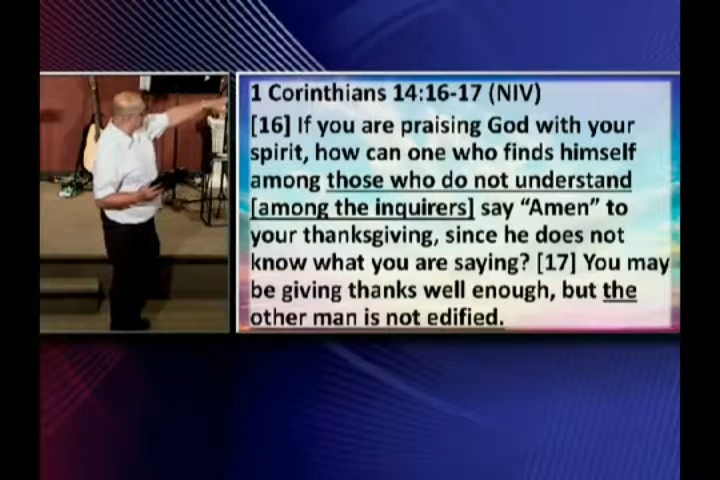 1 Corinthians 14:16-17 (NIV)
[16] If you are praising God with your
spirit, how can one who finds himself
among those who do not understand
[among the inquirers] say “Amen” to
your thanksgiving, since he does not
know what you are saying? [17] You may
be giving thanks well enough, but the
other man is not edified.